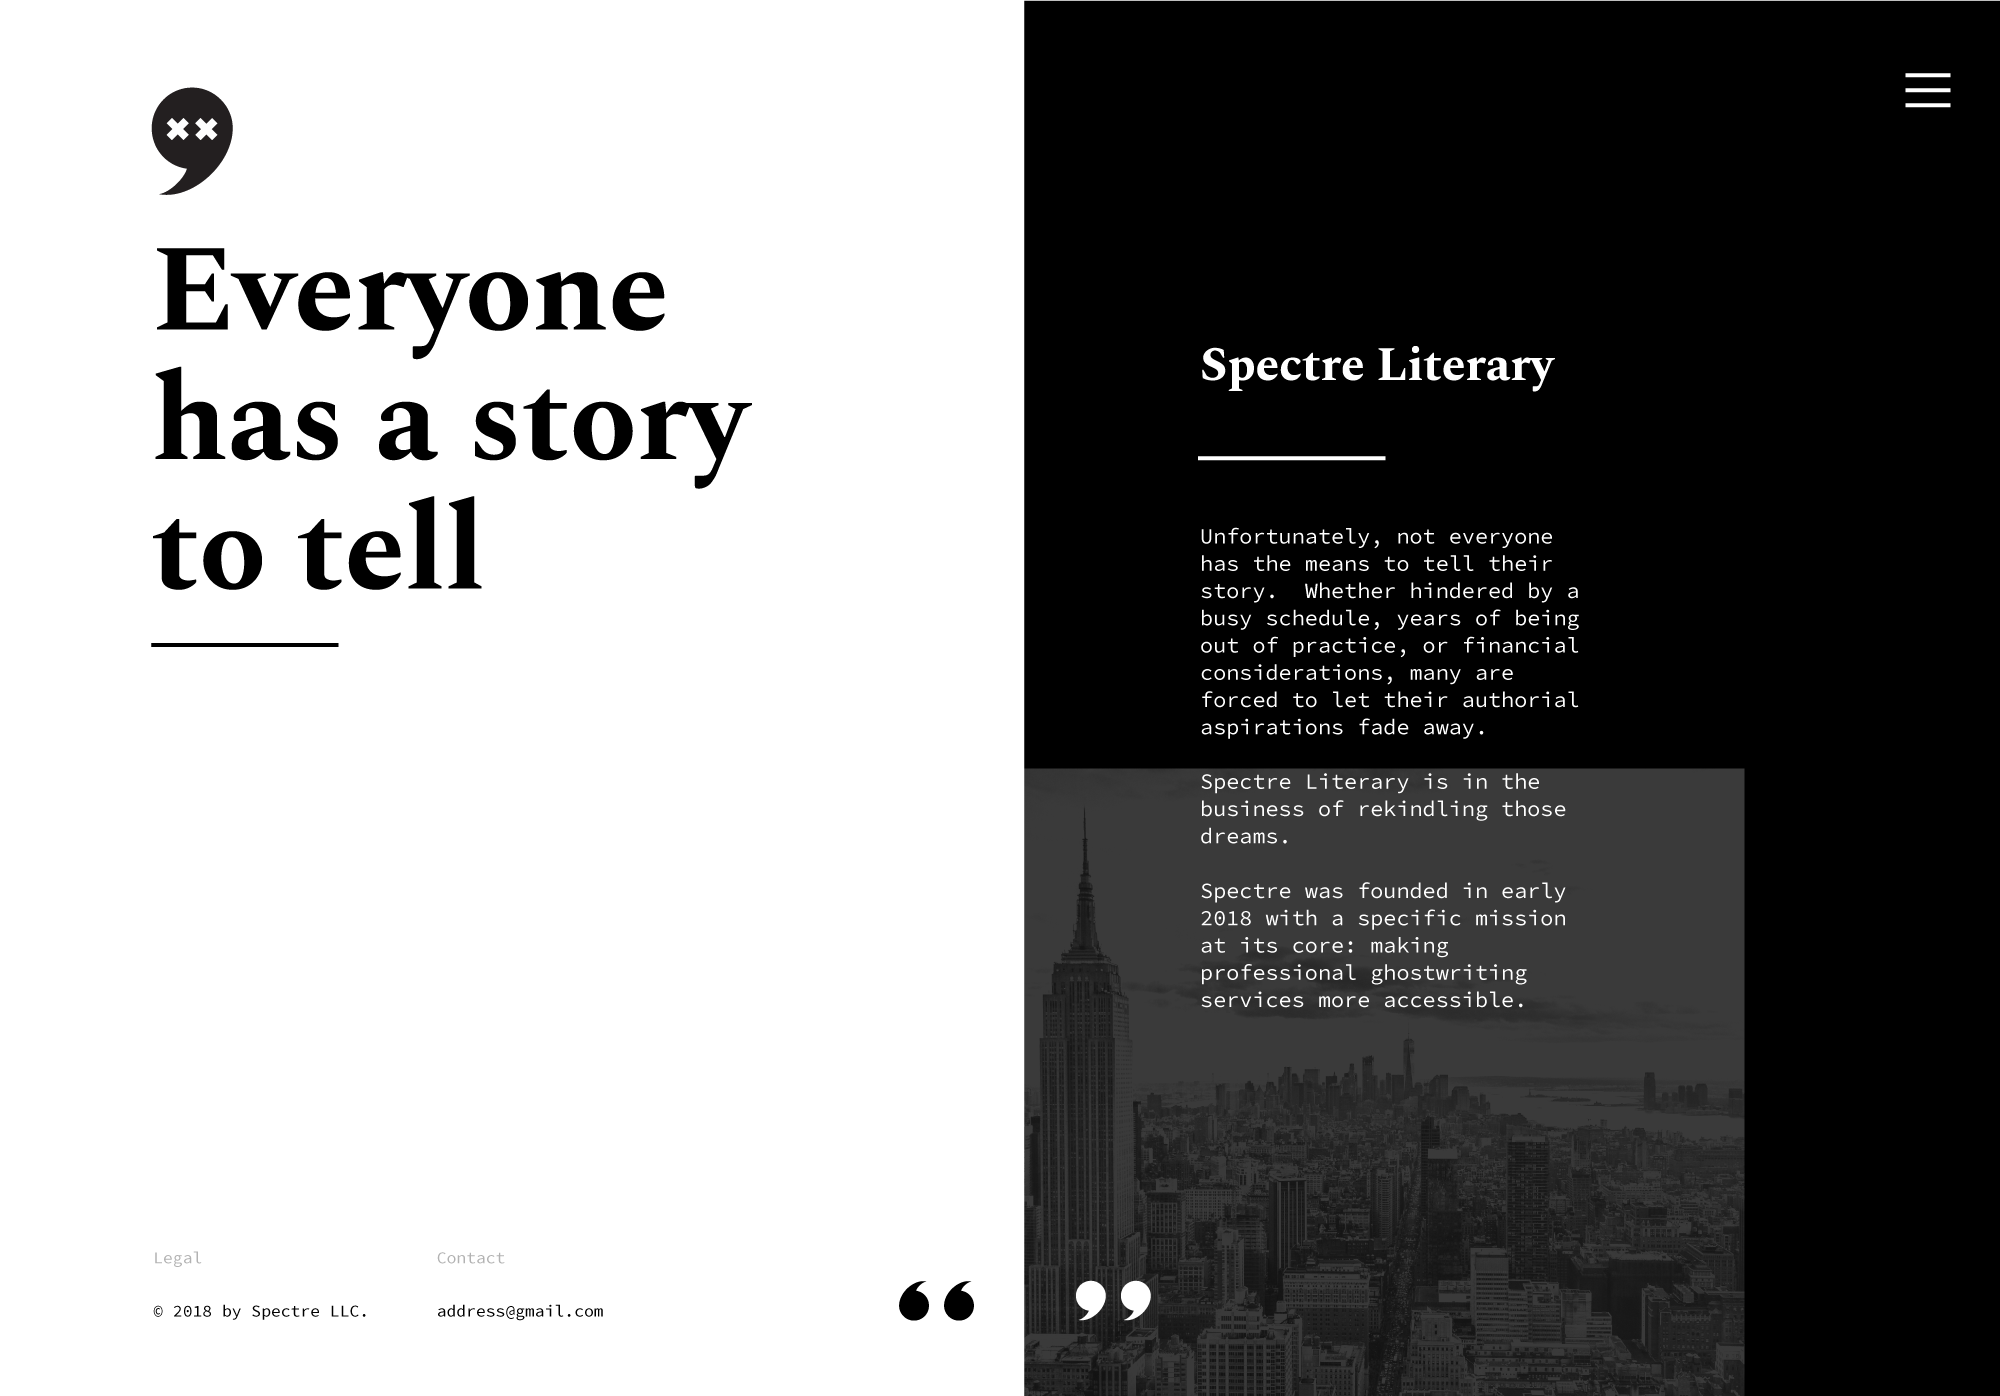 Everyone
has a story
to tell
Legal
© 2018 by Spectre LLC.
Contact
address@gmail.com
“
Spectre Literary
Unfortunately, not everyone
has the means to tell their
story.  Whether hindered by a
busy schedule, years of being
out of practice, or financial
considerations, many are
forced to let their authorial
aspirations fade away.
Spectre Literary is in the
business of rekindling those
dreams.
Spectre was founded in early
2018 with a specific mission
at its core: making
professional ghostwriting
services more accessible.
”